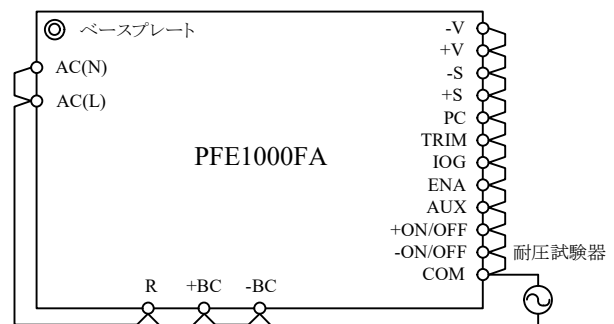 ベースプレート
AC(N)
AC(L)
PFE1000FA
-V
+V
-S
+S
PC
TRIM
IOG
ENA
AUX
+ON/OFF
-ON/OFF
COM
耐圧試験器
R
+BC
-BC